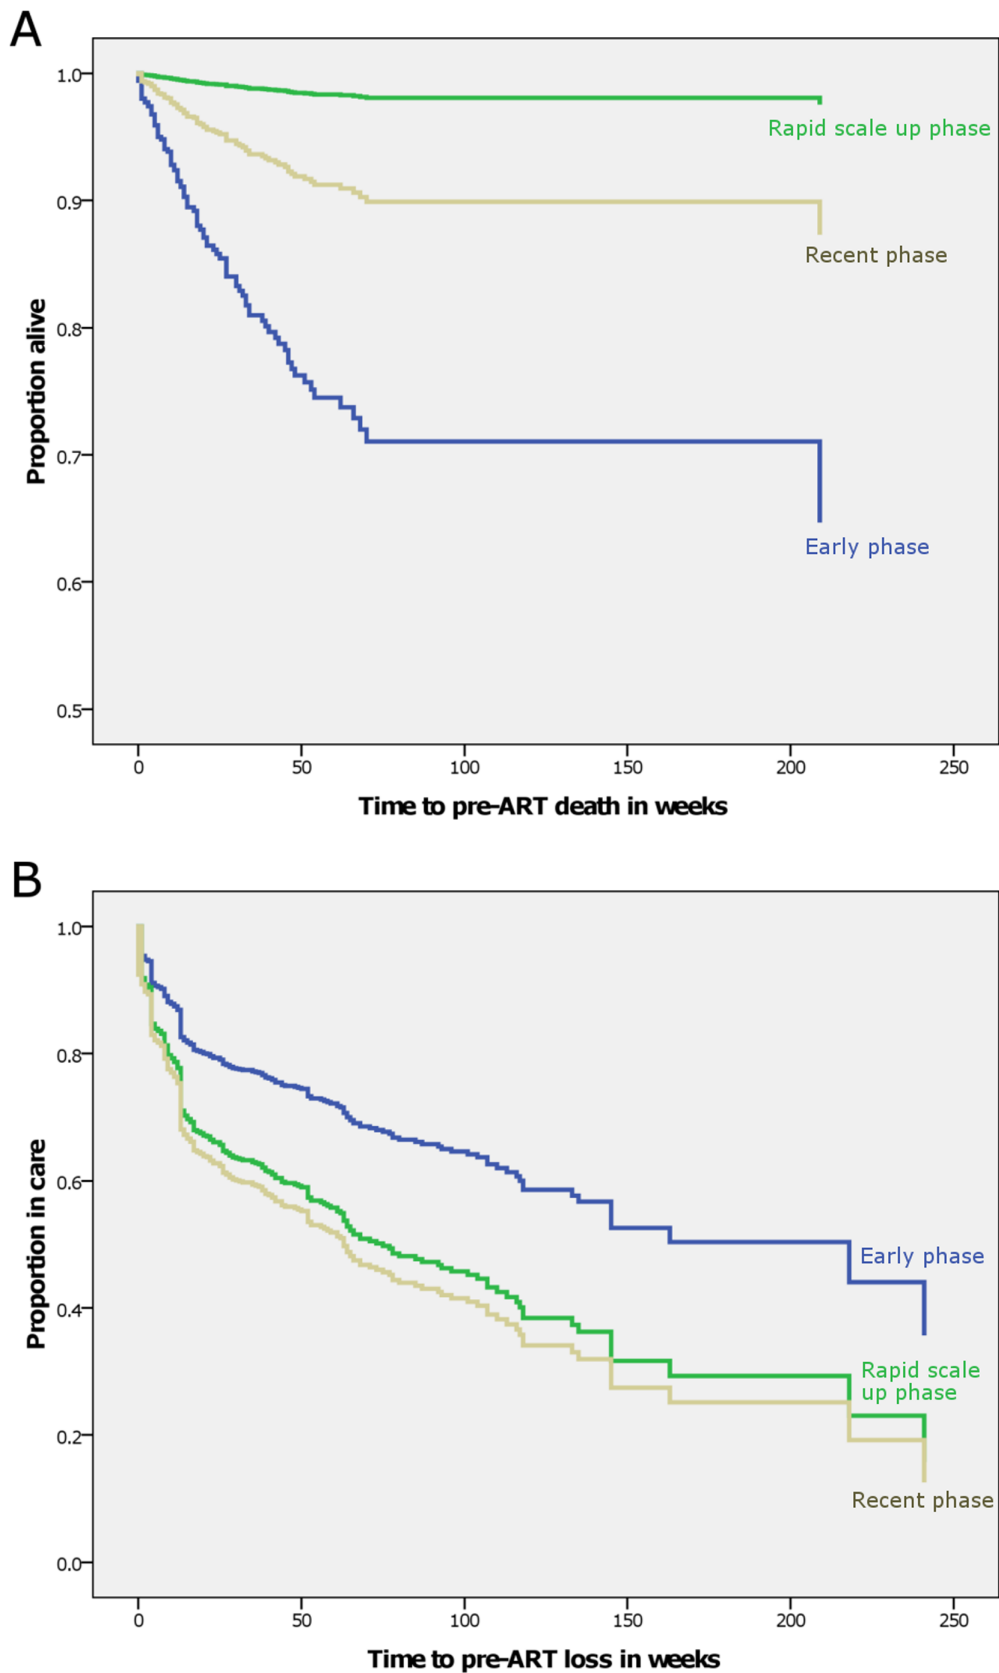 A
1.0
Rapid scale up phase
0.9
Recent phase
0.8
Proportion alive
0.7
Early phase
0.6
0.5
0 50 100 150 200 250
Time to pre-ART death in weeks
B
1.0
0.8
0.6
Proportion in care
Early phase
0.4
Rapid scale
up phase
0.2
Recent phase
0.0
0 50 100 150 200 250
Time to pre-ART loss in weeks